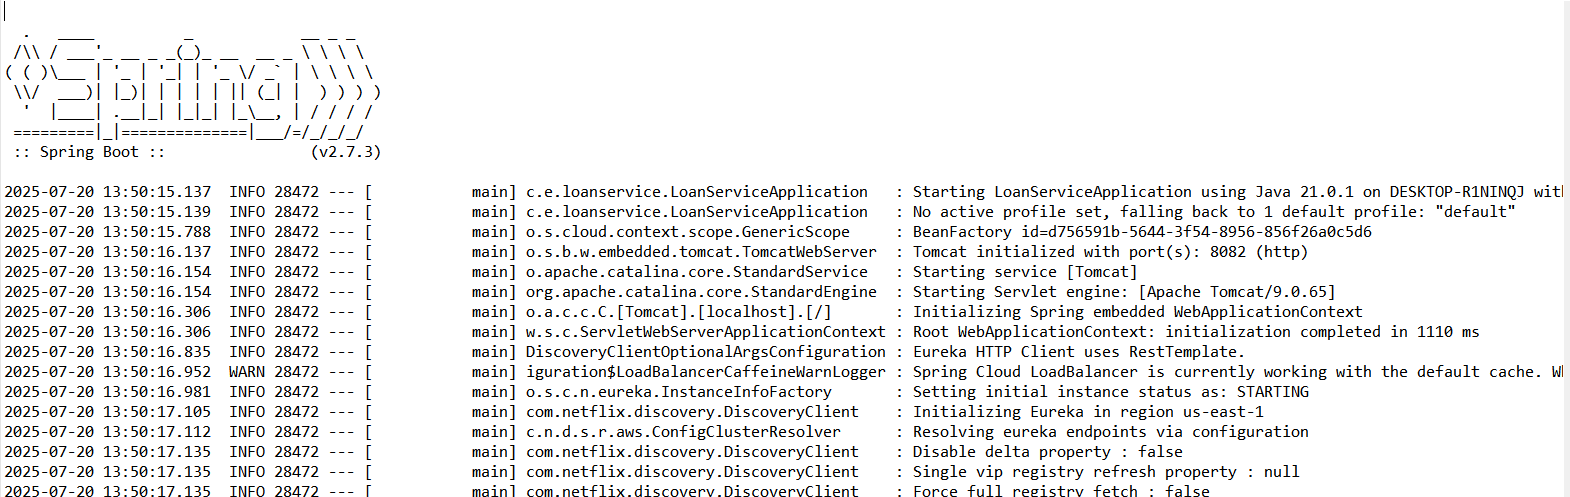 .   ____          _            __ _ _
 /\\ / ___'_ __ _ _(_)_ __  __ _ \ \ \ \
( ( )\___ | '_ | '_| | '_ \/ _` | \ \ \ \
 \\/  ___)| |_)| | | | | || (_| |  ) ) ) )
  '  |____| .__|_| |_|_| |_\__, | / / / /
 =========|_|==============|___/=/_/_/_/
 :: Spring Boot ::                (v2.7.3)
2025-07-20 13:50:15.137  INFO 28472 --- [           main] c.e.loanservice.LoanServiceApplication   : Starting LoanServiceApplication using Java 21.0.1 on DESKTOP-R1NINQJ with
2025-07-20 13:50:15.139  INFO 28472 --- [           main] c.e.loanservice.LoanServiceApplication   : No active profile set, falling back to 1 default profile: "default"
2025-07-20 13:50:15.788  INFO 28472 --- [           main] o.s.cloud.context.scope.GenericScope     : BeanFactory id=d756591b-5644-3f54-8956-856f26a0c5d6
2025-07-20 13:50:16.137  INFO 28472 --- [           main] o.s.b.w.embedded.tomcat.TomcatWebServer  : Tomcat initialized with port(s): 8082 (http)
2025-07-20 13:50:16.154  INFO 28472 --- [           main] o.apache.catalina.core.StandardService   : Starting service [Tomcat]
2025-07-20 13:50:16.154  INFO 28472 --- [           main] org.apache.catalina.core.StandardEngine  : Starting Servlet engine: [Apache Tomcat/9.0.65]
2025-07-20 13:50:16.306  INFO 28472 --- [           main] o.a.c.c.C.[Tomcat].[localhost].[/]       : Initializing Spring embedded WebApplicationContext
2025-07-20 13:50:16.306  INFO 28472 --- [           main] w.s.c.ServletWebServerApplicationContext : Root WebApplicationContext: initialization completed in 1110 ms
2025-07-20 13:50:16.835  INFO 28472 --- [           main] DiscoveryClientOptionalArgsConfiguration : Eureka HTTP Client uses RestTemplate.
2025-07-20 13:50:16.952  WARN 28472 --- [           main] iguration$LoadBalancerCaffeineWarnLogger : Spring Cloud LoadBalancer is currently working with the default cache.
2025-07-20 13:50:16.981  INFO 28472 --- [           main] o.s.c.n.eureka.InstanceInfoFactory       : Setting initial instance status as: STARTING
2025-07-20 13:50:17.105  INFO 28472 --- [           main] com.netflix.discovery.DiscoveryClient    : Initializing Eureka in region us-east-1
2025-07-20 13:50:17.112  INFO 28472 --- [           main] c.n.d.s.r.aws.ConfigClusterResolver      : Resolving eureka endpoints via configuration
2025-07-20 13:50:17.135  INFO 28472 --- [           main] com.netflix.discovery.DiscoveryClient    : Disable delta property : false
2025-07-20 13:50:17.135  INFO 28472 --- [           main] com.netflix.discovery.DiscoveryClient    : Single vip registry refresh property : null
2025-07-20 13:50:17.135  INFO 28472 --- [           main] com.netflix.discovery.DiscoveryClient    : Force full registry fetch : false